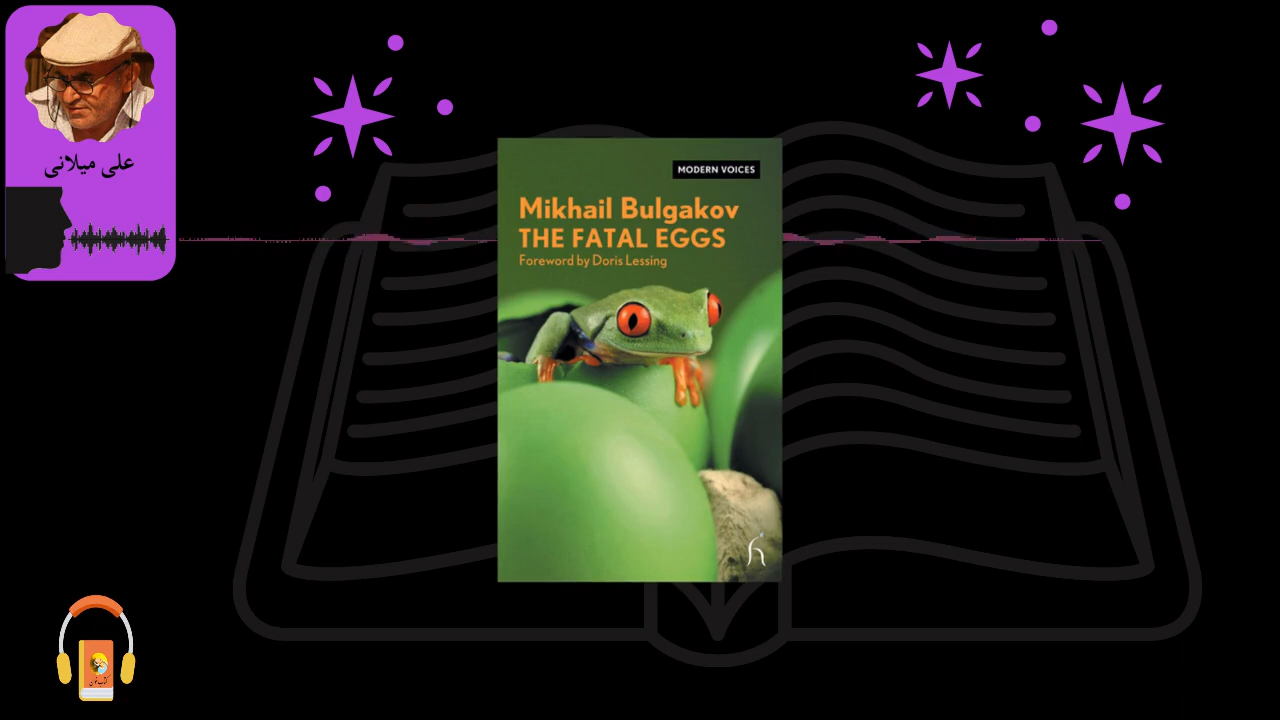 علی میلانی
MODERN VOICES
Mikhail Bulgakov
THE FATAL EGGS
Foreword by Doris Lessing